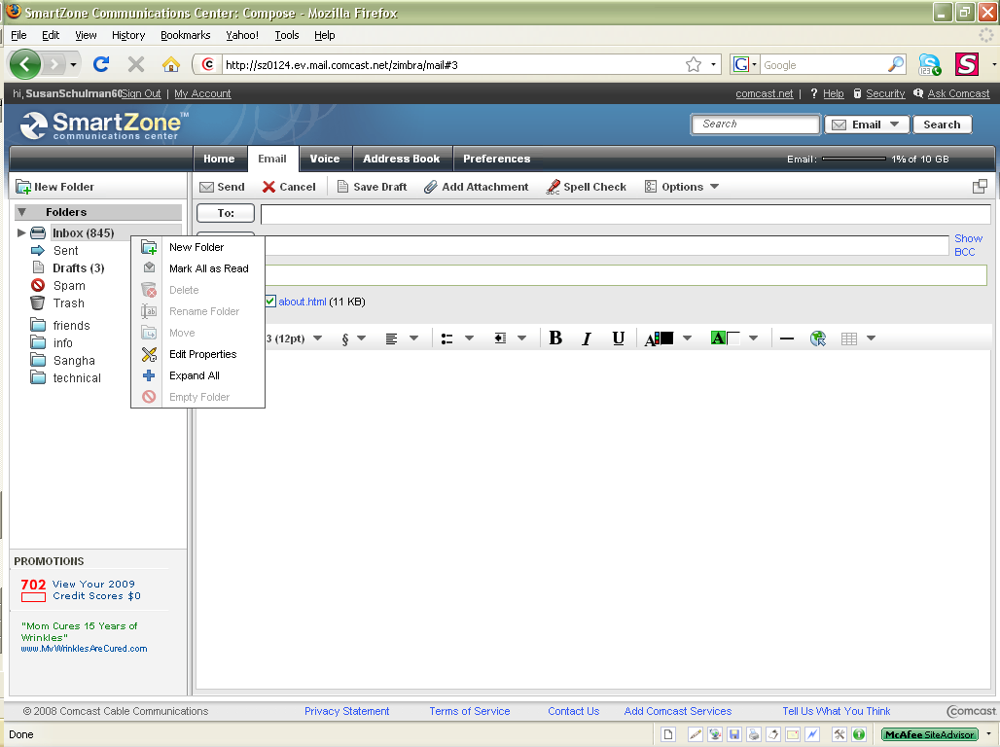 SmartZone Communications Center: Compose - Mozilla Firefox
File Edit View History Bookmarks Yahoo! Tools Help
http://sz0124.ev.mail.comcast.net/zimbra/mail#3
Google
hi, SusanSchulman60 Sign Out | My Account
comcast.net | ? Help Security Ask Comcast
SmartZone™
communications center
Search Email Search
Home Email Voice Address Book Preferences
Email: 1% of 10 GB
New Folder
Send Cancel Save Draft Add Attachment Spell Check Options
Folders
To:
Inbox (845)
Sent
Drafts (3)
Spam
Trash
friends
info
Sangha
technical
New Folder
Mark All as Read
Delete
Rename Folder
Move
Edit Properties
Expand All
Empty Folder
Show
BCC
about.html (11 KB)
3 (12pt) § B I U A A
PROMOTIONS
702 View Your 2009
Credit Scores $0
"Mom Cures 15 Years of
Wrinkles"
www.MyWrinklesAreCured.com
© 2008 Comcast Cable Communications Privacy Statement Terms of Service Contact Us Add Comcast Services Tell Us What You Think Comcast
Done
McAfee SiteAdvisor